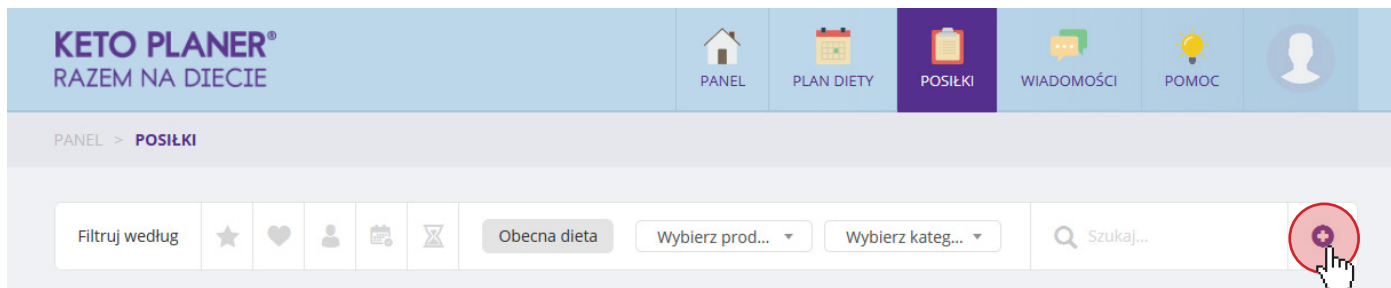 KETO PLANER®
RAZEM NA DIECIE
PANEL PLAN DIETY POSIŁKI WIADOMOŚCI POMOC
PANEL > POSIŁKI
Filtruj według Obecna dieta Wybierz prod... Wybierz kateg... Szukaj...